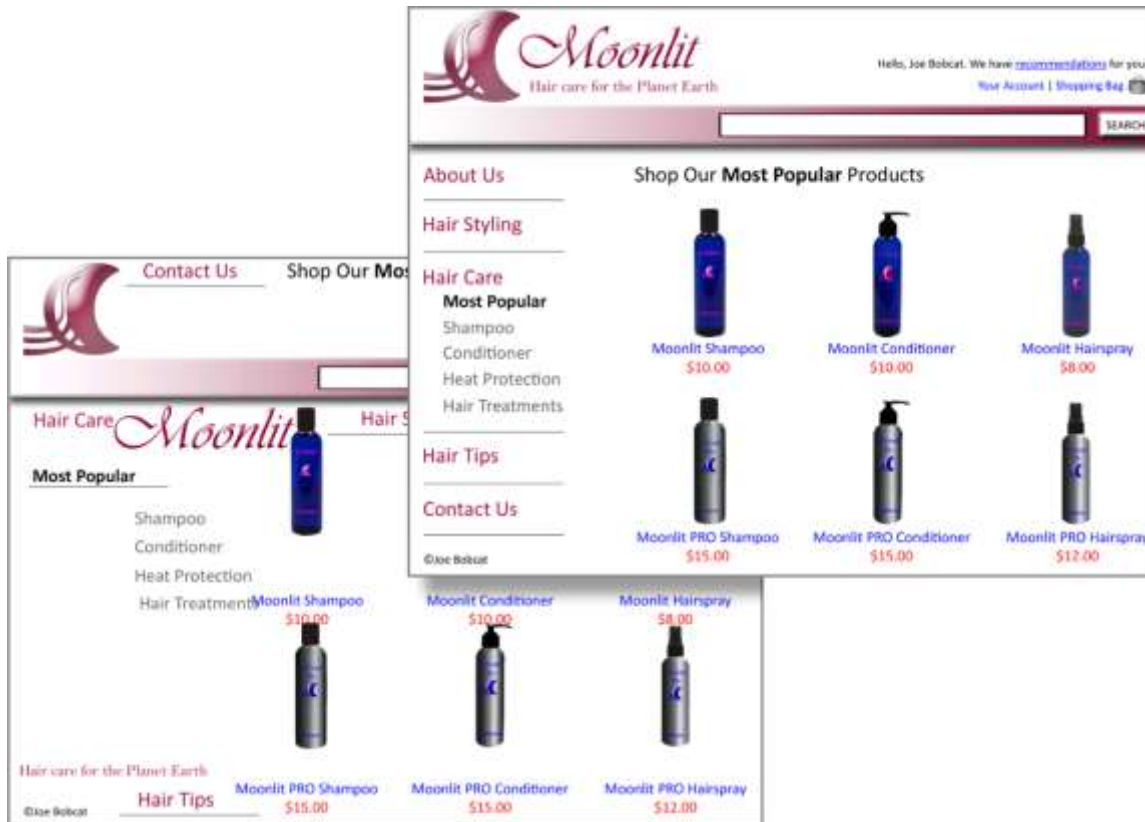 Moonlit
Hair care for the Planet Earth
Hello, Joe Bobcat. We have recommendations for you
Your Account | Shopping Bag
SEARCH
About Us
Hair Styling
Hair Care
Most Popular
Shampoo
Conditioner
Heat Protection
Hair Treatments
Hair Tips
Contact Us
©Joe Bobcat
Shop Our Most Popular Products
Moonlit Shampoo Moonlit Conditioner Moonlit Hairspray
$10.00 $10.00 $8.00
Moonlit PRO Shampoo Moonlit PRO Conditioner Moonlit PRO Hairspray
$15.00 $15.00 $12.00
Contact Us Shop Our
Hair Care Moonlit Hair
Most Popular
Shampoo
Conditioner
Heat Protection
Hair Treatments
Moonlit Shampoo Moonlit Conditioner Moonlit Hairspray
$10.00 $10.00 $8.00
Hair care for the Planet Earth
Moonlit PRO Shampoo Moonlit PRO Conditioner Moonlit PRO Hairspray
$15.00 $15.00 $12.00
Hair Tips
©Joe Bobcat